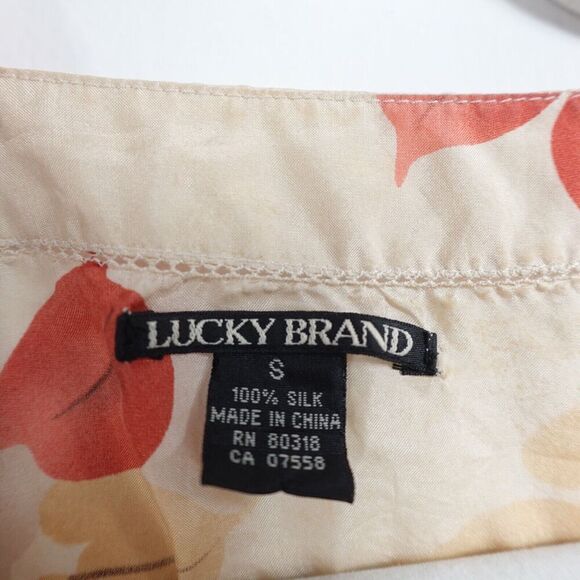 LUCKY BRAND
S
100% SILK
MADE IN CHINA
RN 80318
CA 07558